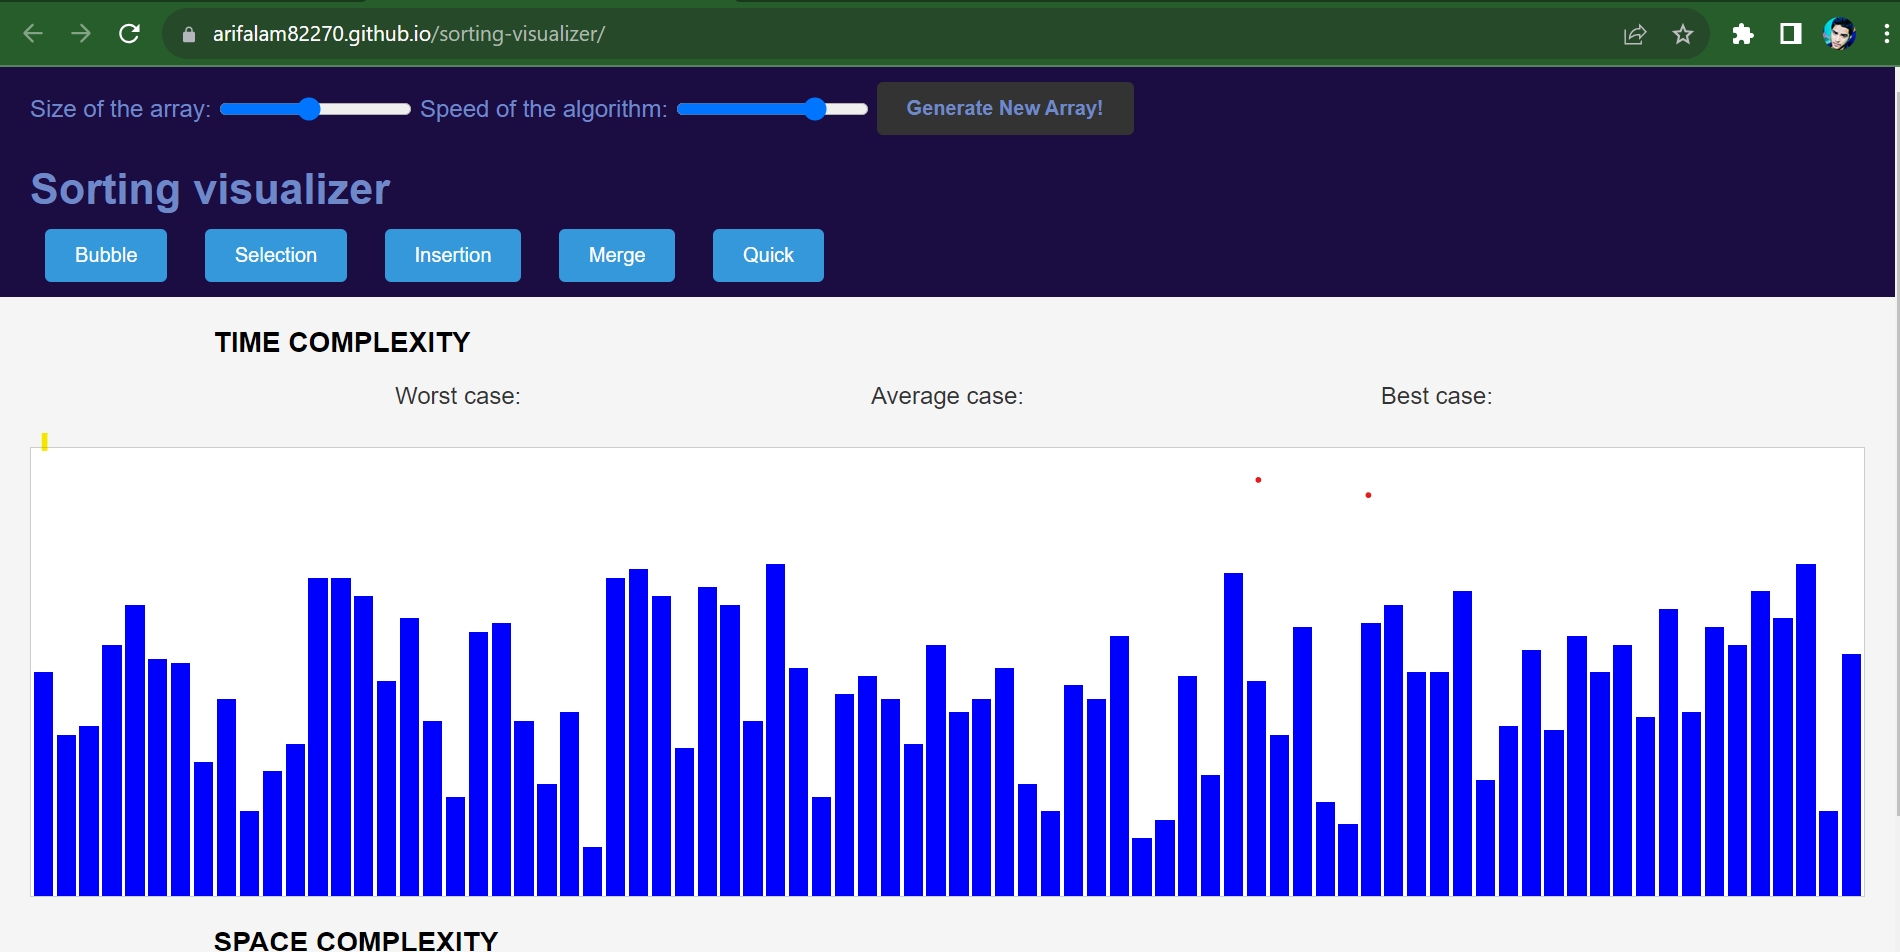 arifalam82270.github.io/sorting-visualizer/
Size of the array: Speed of the algorithm: Generate New Array!
Sorting visualizer
Bubble Selection Insertion Merge Quick
TIME COMPLEXITY
Worst case: Average case: Best case:
SPACE COMPLEXITY